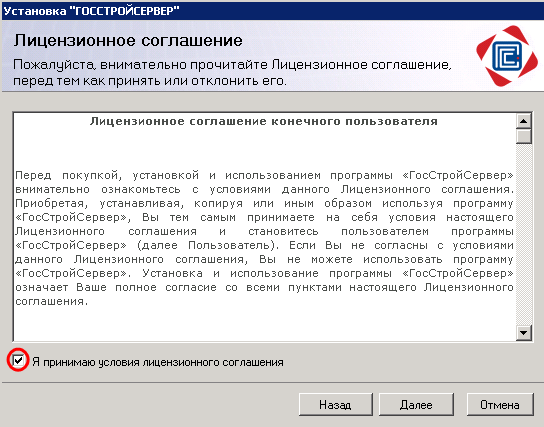 Установка "ГОССТРОЙСЕРВЕР"
Лицензионное соглашение
Пожалуйста, внимательно прочитайте Лицензионное соглашение,
перед тем как принять или отклонить его.
Лицензионное соглашение конечного пользователя
Перед покупкой, установкой и использованием программы «ГосСтройСервер»
внимательно ознакомьтесь с условиями данного Лицензионного соглашения.
Приобретая, устанавливая, копируя или иным образом используя программу
«ГосСтройСервер», Вы тем самым принимаете на себя условия настоящего
Лицензионного соглашения и становитесь пользователем программы
«ГосСтройСервер» (далее Пользователь). Если Вы не согласны с условиями
данного Лицензионного соглашения, Вы не можете использовать программу
«ГосСтройСервер». Установка и использование программы «ГосСтройСервер»
означает Ваше полное согласие со всеми пунктами настоящего Лицензионного
соглашения.
Я принимаю условия лицензионного соглашения
Назад
Далее
Отмена